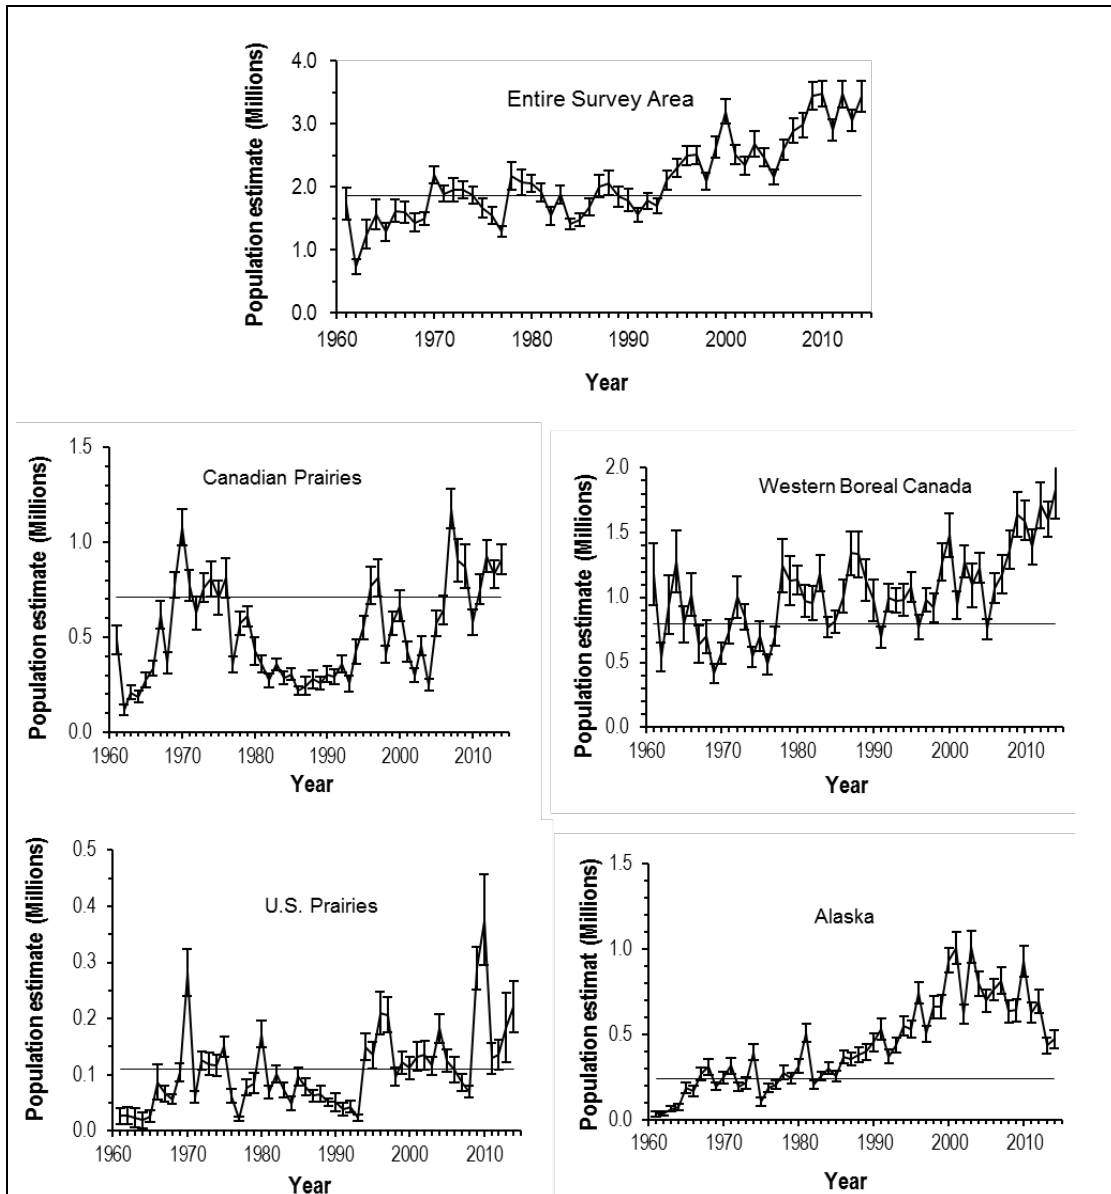 Entire Survey Area
Population estimate (Millions)
4.0
3.0
2.0
1.0
0.0
1960 1970 1980 1990 2000 2010
Year
Canadian Prairies
Population estimate (Millions)
1.5
1.0
0.5
0.0
1960 1970 1980 1990 2000 2010
Year
Western Boreal Canada
Population estimate (Millions)
2.0
1.5
1.0
0.5
0.0
1960 1970 1980 1990 2000 2010
Year
U.S. Prairies
Population estimate (Millions)
0.5
0.4
0.3
0.2
0.1
0.0
1960 1970 1980 1990 2000 2010
Year
Alaska
Population estimat (Millions)
1.5
1.0
0.5
0.0
1960 1970 1980 1990 2000 2010
Year